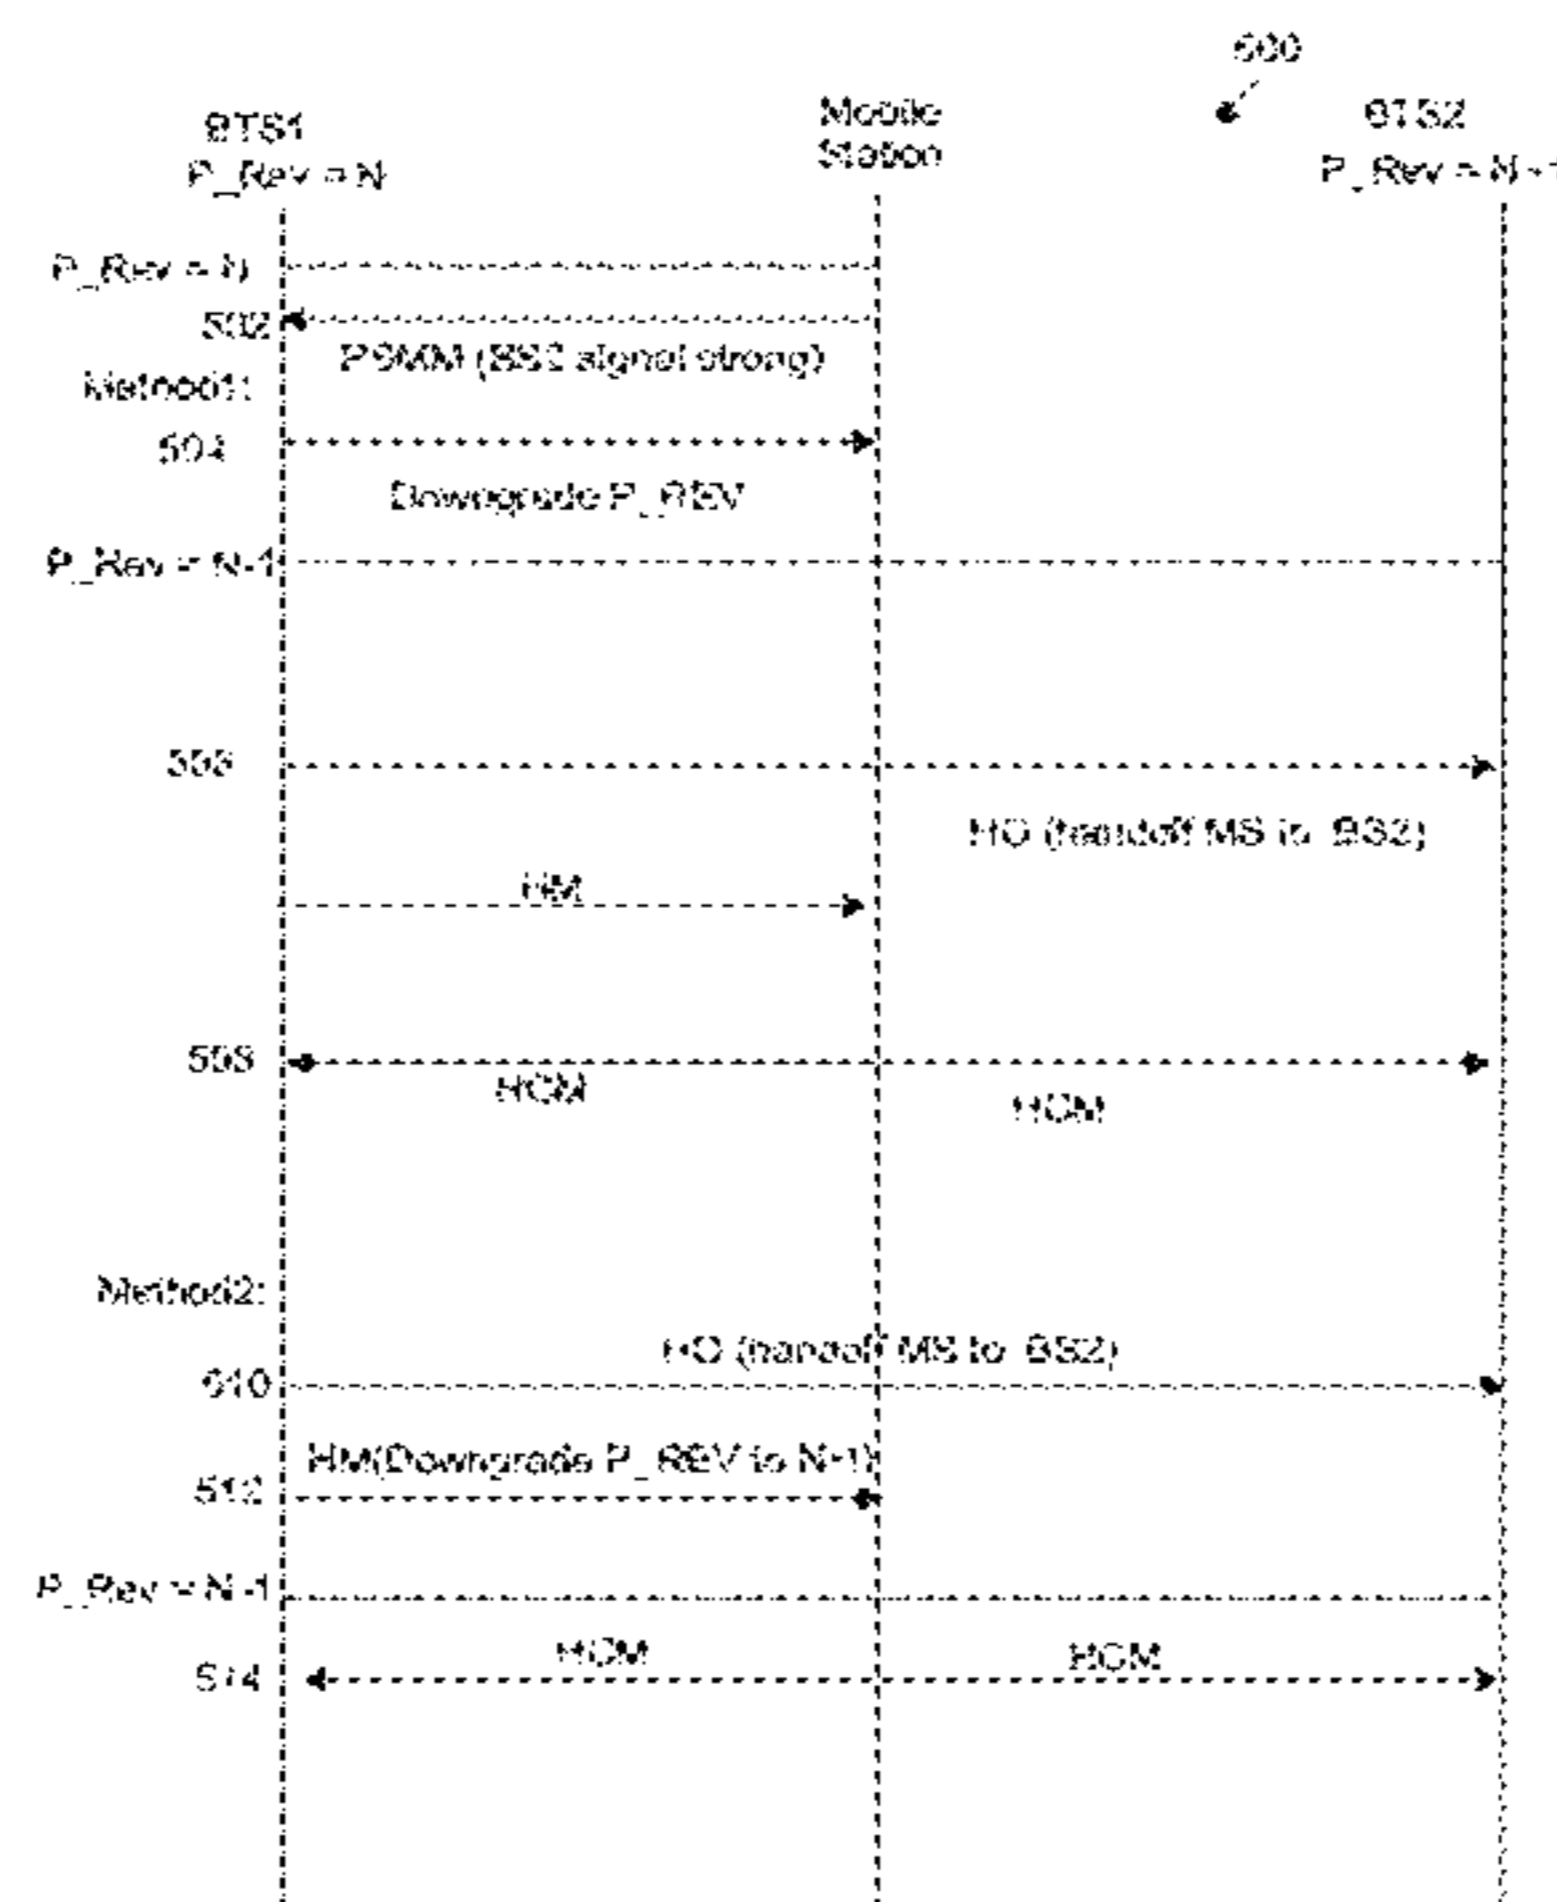 500
BTS1
P_Rev = N
Mobile
Station
BTS2
P_Rev = N-1
P_Rev = N
502
PSMM (BS2 signal strong)
Method1:
504
Downgrade P_REV
P_Rev = N-1
HO (handoff MS to BS2)
HM
508
HCM
HCM
Method2:
HO (handoff MS to BS2)
510
HM(Downgrade P_REV to N-1)
512
P_Rev = N-1
HCM
HCM
514